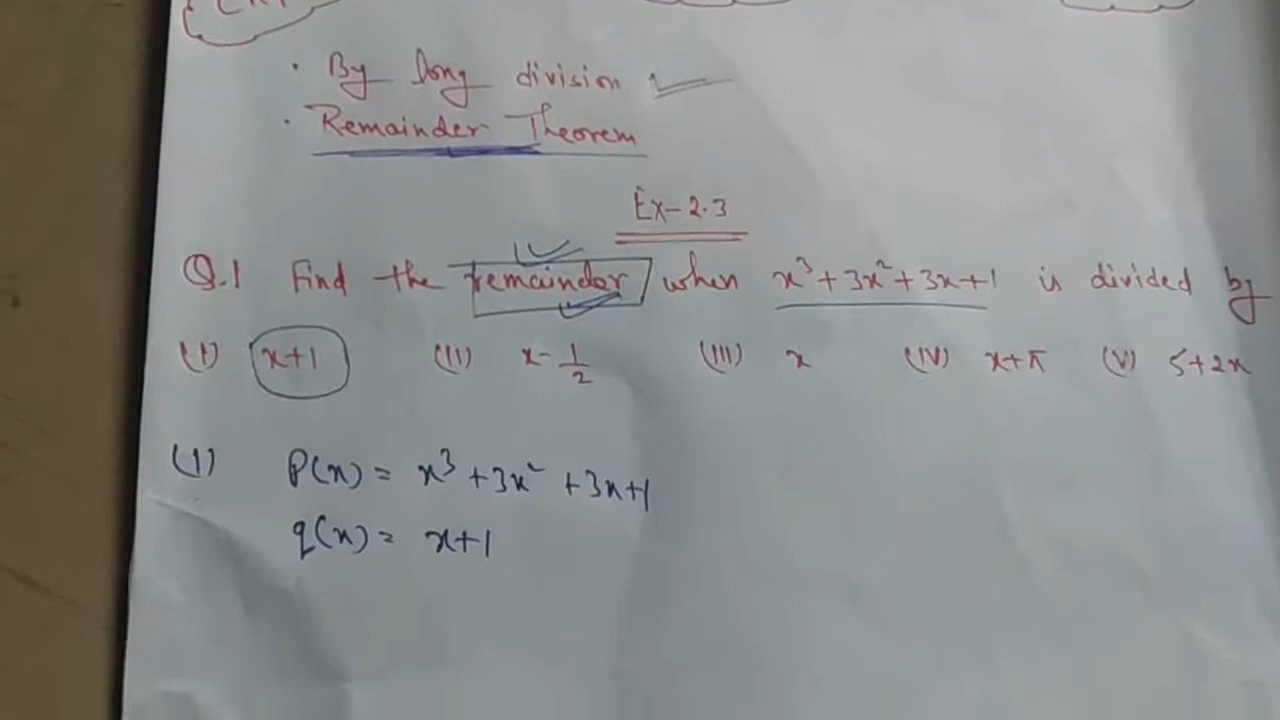 · By long division
· Remainder Theorem
Ex-2.3
Q.1 Find the remainder when x³+3x²+3x+1 is divided by
(I) x+1 (II) x-1/2 (III) x (IV) x+π (V) 5+2x
(I) P(x) = x³+3x²+3x+1
q(x) = x+1